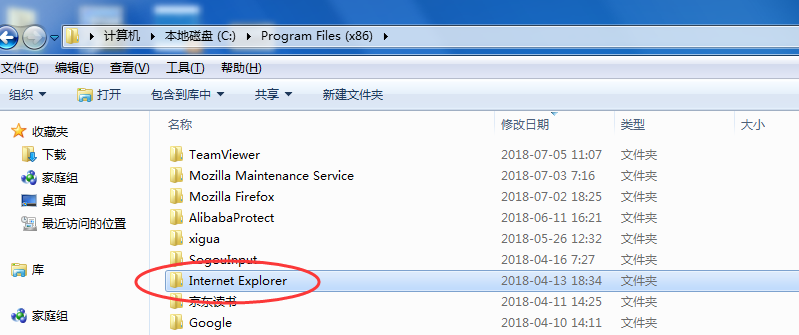 计算机 ▸ 本地磁盘 (C:) ▸ Program Files (x86) ▸
文件(F) 编辑(E) 查看(V) 工具(T) 帮助(H)
组织 打开 包含到库中 共享 新建文件夹
收藏夹
下载
家庭组
桌面
最近访问的位置
库
家庭组
名称 修改日期 类型 大小
TeamViewer 2018-07-05 11:07 文件夹
Mozilla Maintenance Service 2018-07-03 7:16 文件夹
Mozilla Firefox 2018-07-02 18:25 文件夹
AlibabaProtect 2018-06-11 16:21 文件夹
xigua 2018-05-26 12:32 文件夹
SogouInput 2018-04-16 7:27 文件夹
Internet Explorer 2018-04-13 18:34 文件夹
京东读书 2018-04-11 14:25 文件夹
Google 2018-04-10 14:11 文件夹